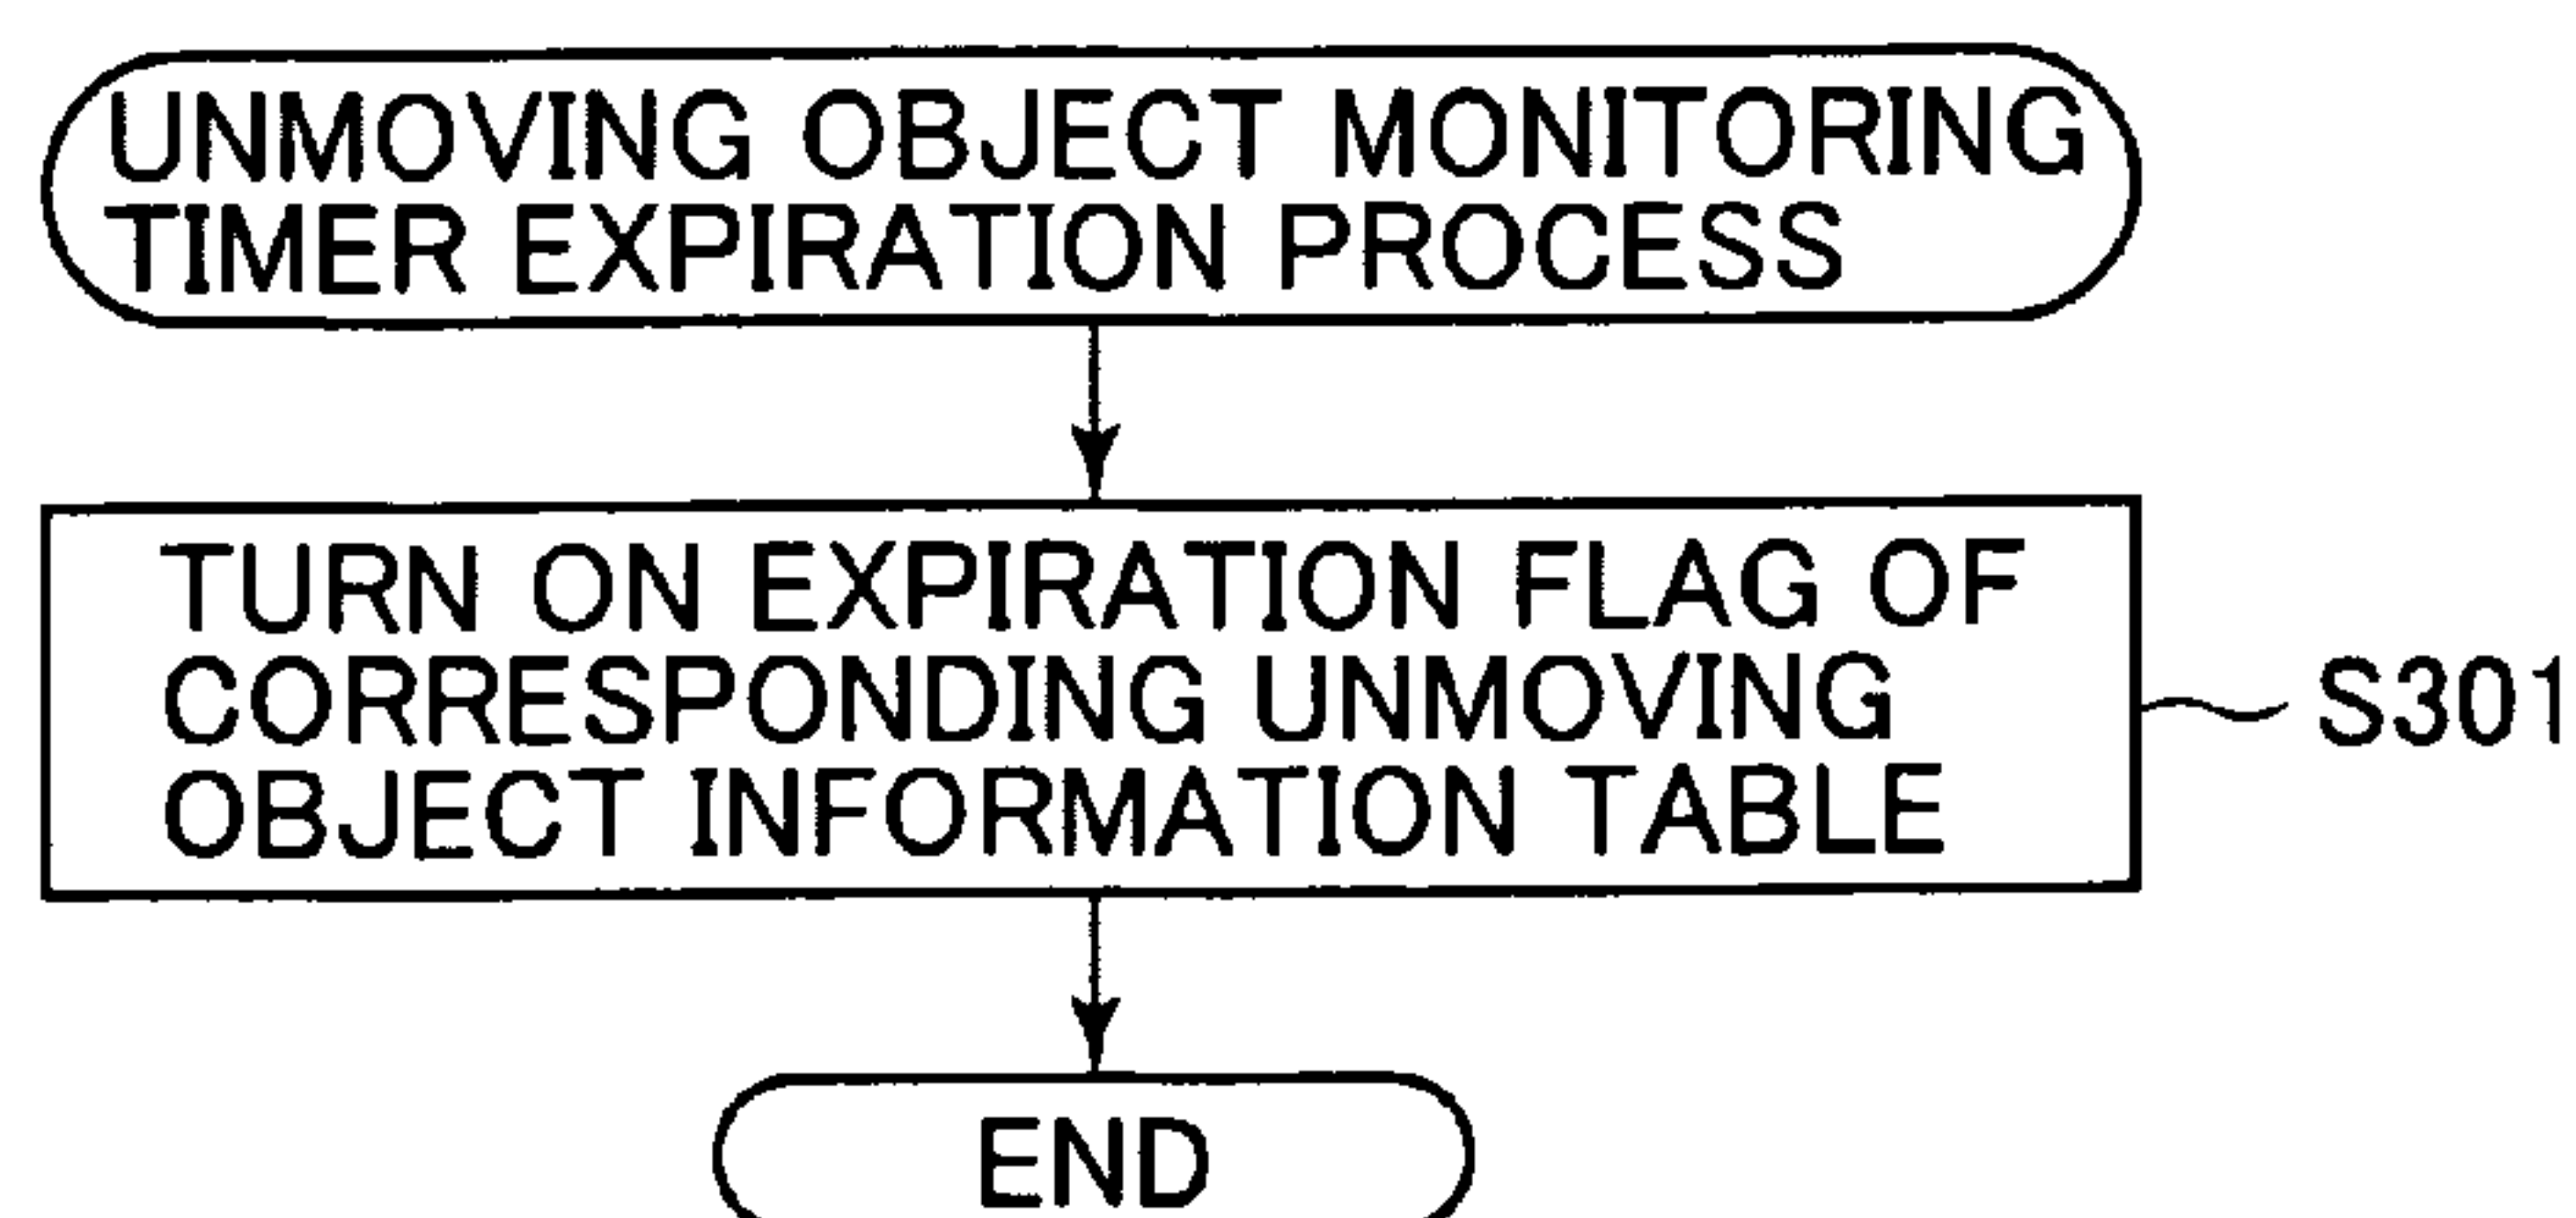 UNMOVING OBJECT MONITORING
TIMER EXPIRATION PROCESS
TURN ON EXPIRATION FLAG OF
CORRESPONDING UNMOVING
OBJECT INFORMATION TABLE
S301
END